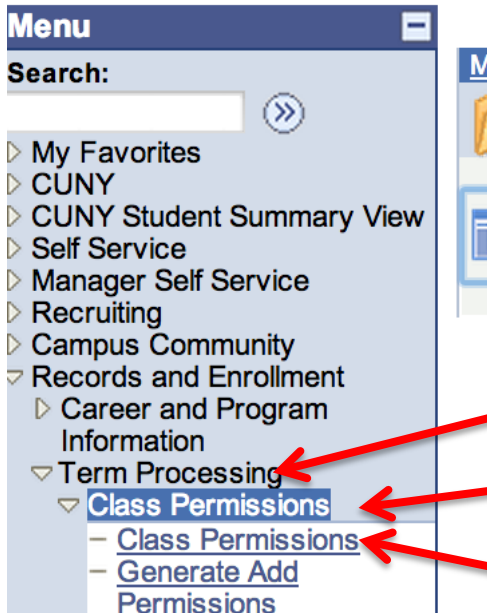 Menu
Search:
My Favorites
CUNY
CUNY Student Summary View
Self Service
Manager Self Service
Recruiting
Campus Community
Records and Enrollment
Career and Program
Information
Term Processing
Class Permissions
– Class Permissions
– Generate Add
Permissions
M